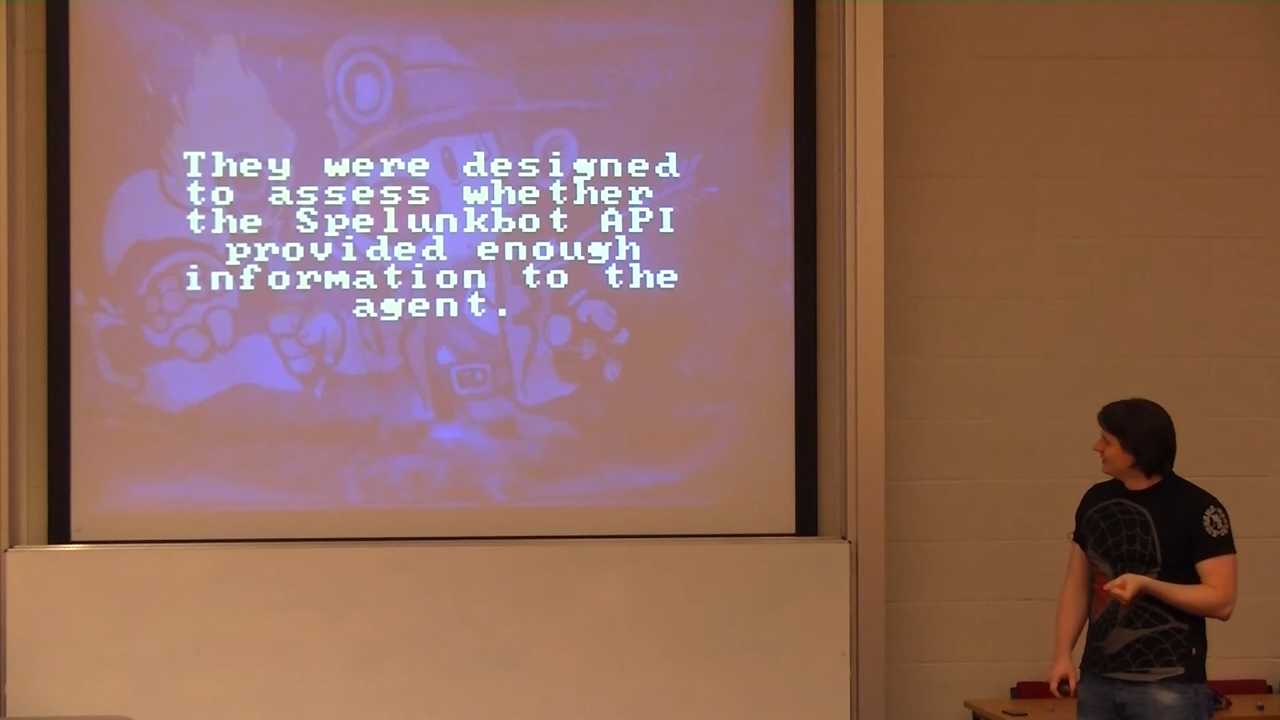 They were designed
to assess whether
the Spelunkbot API
provided enough
information to the
agent.